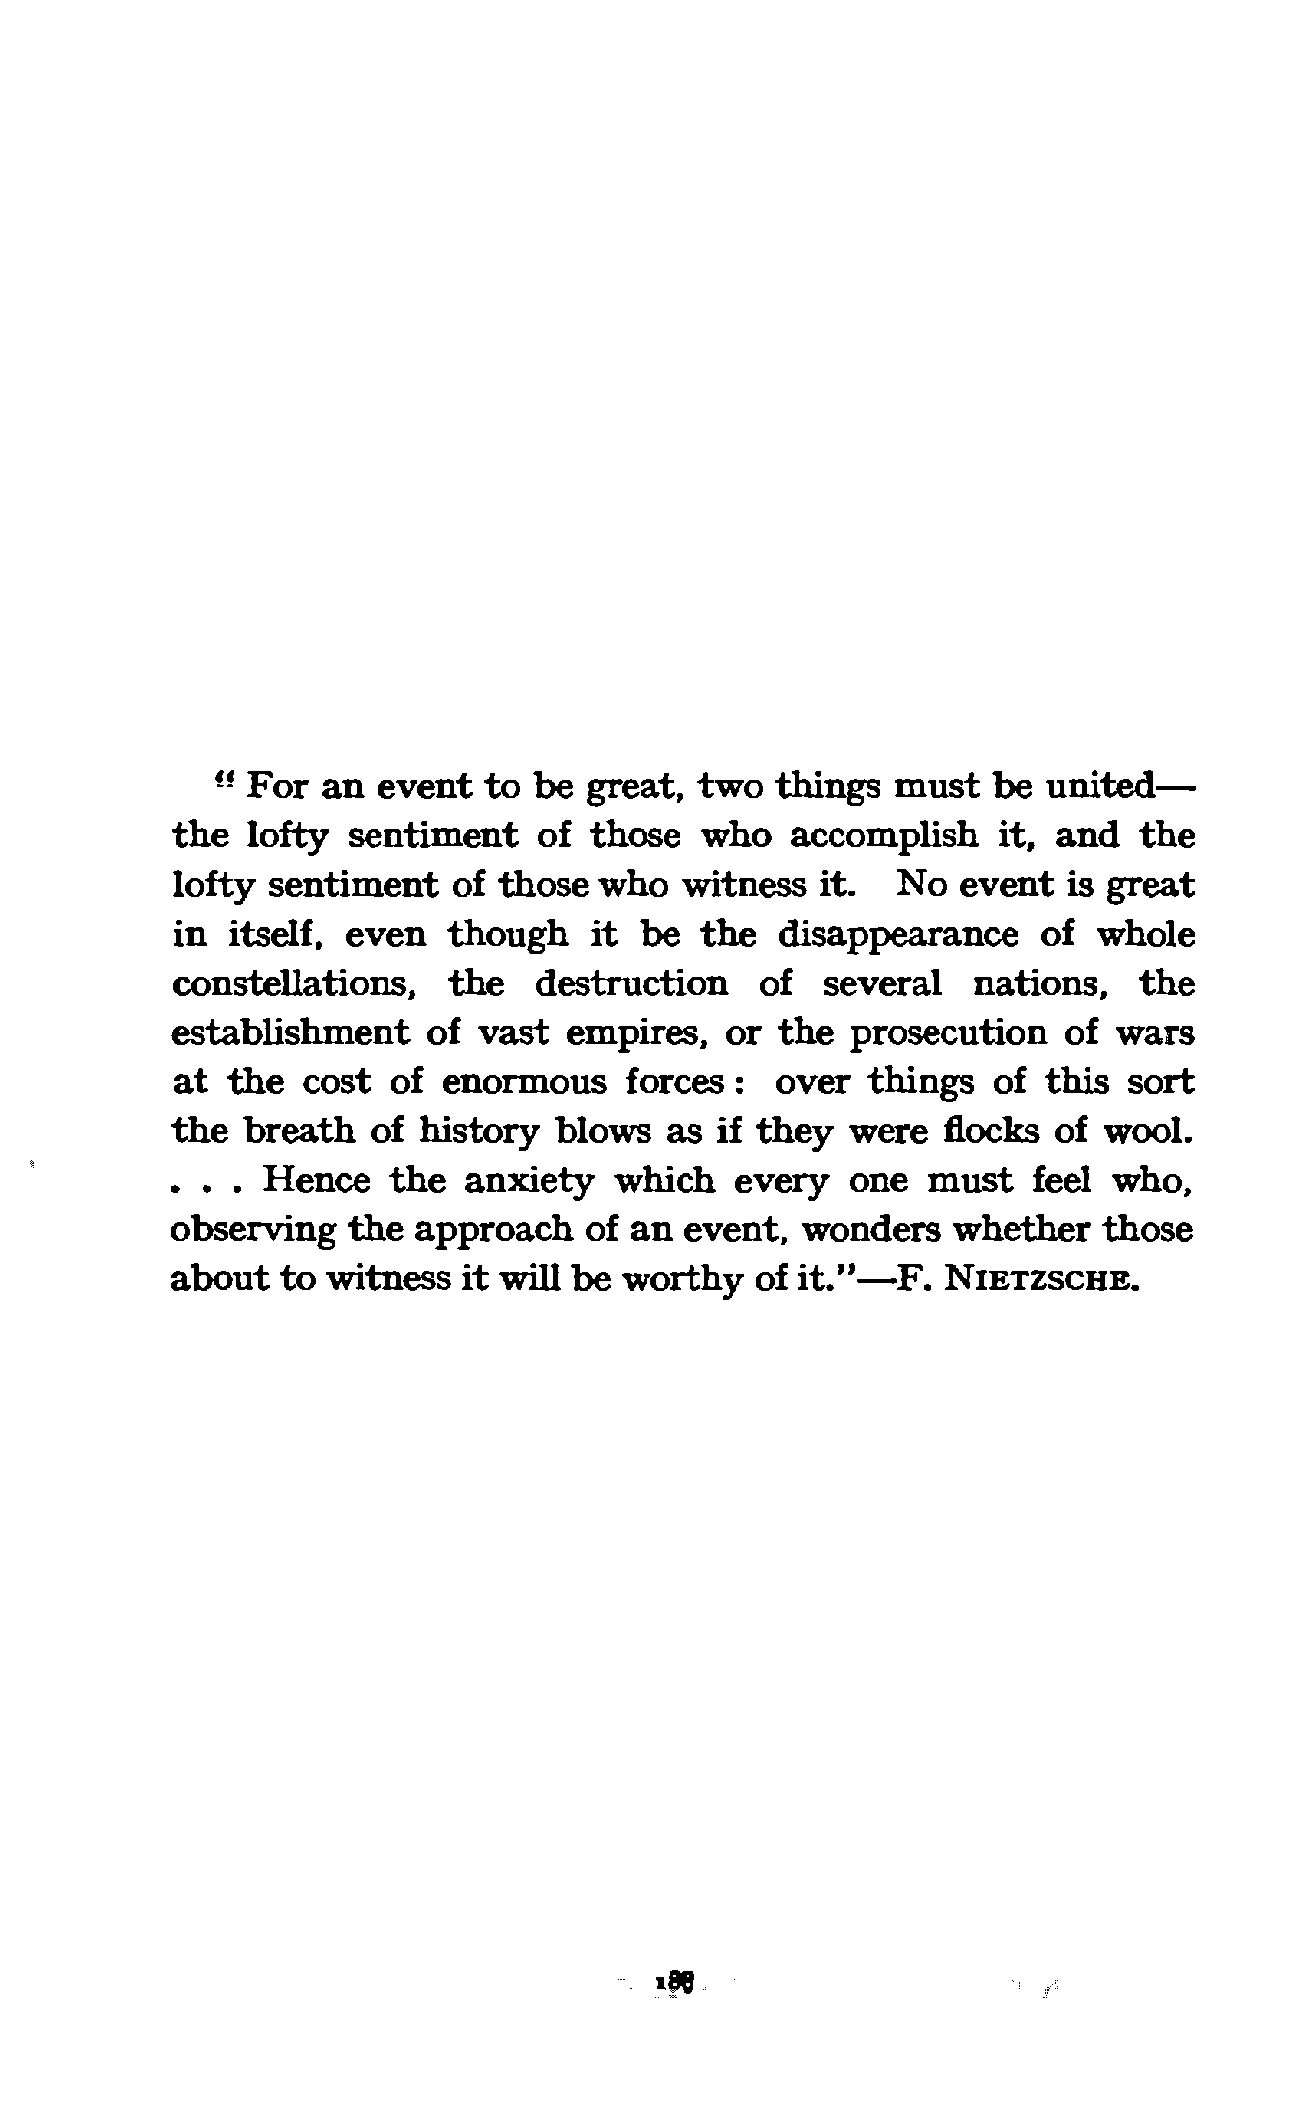 “ For an event to be great, two things must be united—
the lofty sentiment of those who accomplish it, and the
lofty sentiment of those who witness it. No event is great
in itself, even though it be the disappearance of whole
constellations, the destruction of several nations, the
establishment of vast empires, or the prosecution of wars
at the cost of enormous forces : over things of this sort
the breath of history blows as if they were flocks of wool.
. . . Hence the anxiety which every one must feel who,
observing the approach of an event, wonders whether those
about to witness it will be worthy of it.”—F. NIETZSCHE.